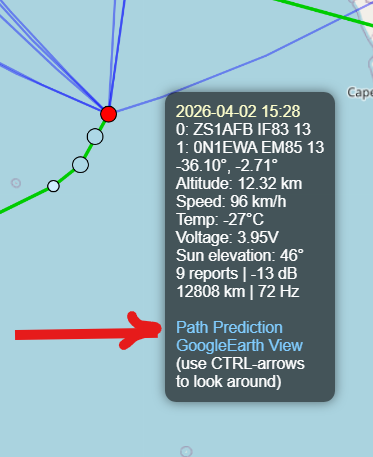 Cape
2026-04-02 15:28
0: ZS1AFB IF83 13
1: 0N1EWA EM85 13
-36.10°, -2.71°
Altitude: 12.32 km
Speed: 96 km/h
Temp: -27°C
Voltage: 3.95V
Sun elevation: 46°
9 reports | -13 dB
12808 km | 72 Hz
Path Prediction
GoogleEarth View
(use CTRL-arrows
to look around)